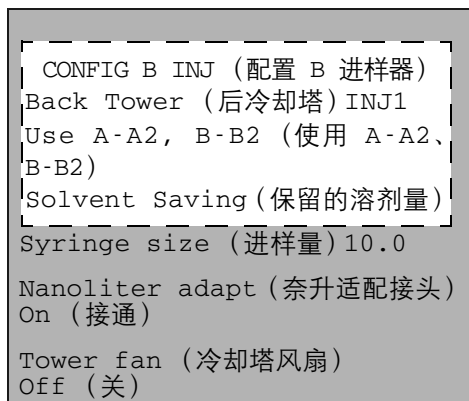 CONFIG B INJ (配置 B 进样器)
Back Tower (后冷却塔)INJ1
Use A-A2, B-B2 (使用 A-A2、
B-B2)
Solvent Saving(保留的溶剂量)
Syringe size (进样量)10.0
Nanoliter adapt(奈升适配接头)
On (接通)
Tower fan (冷却塔风扇)
Off (关)